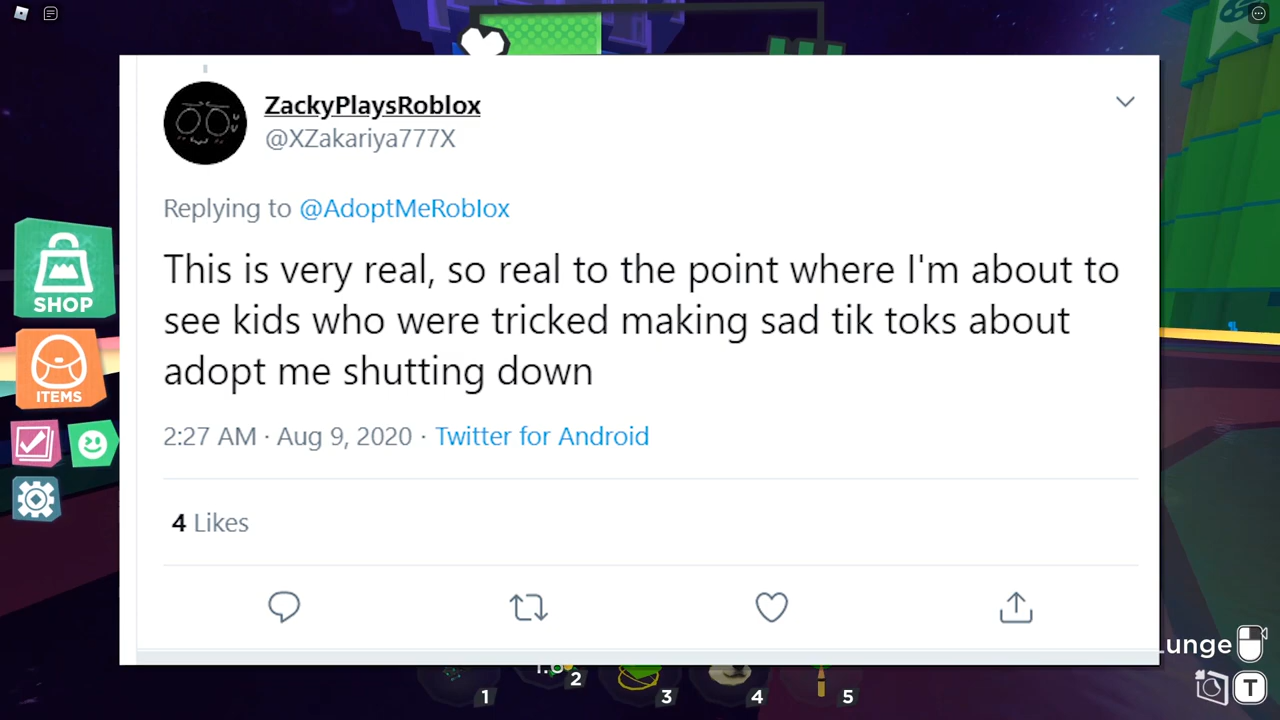 ZackyPlaysRoblox
@XZakariya777X
Replying to @AdoptMeRoblox
This is very real, so real to the point where I'm about to
see kids who were tricked making sad tik toks about
adopt me shutting down
2:27 AM · Aug 9, 2020 · Twitter for Android
4 Likes
SHOP
ITEMS
Lunge
T
1
2
3
4
5